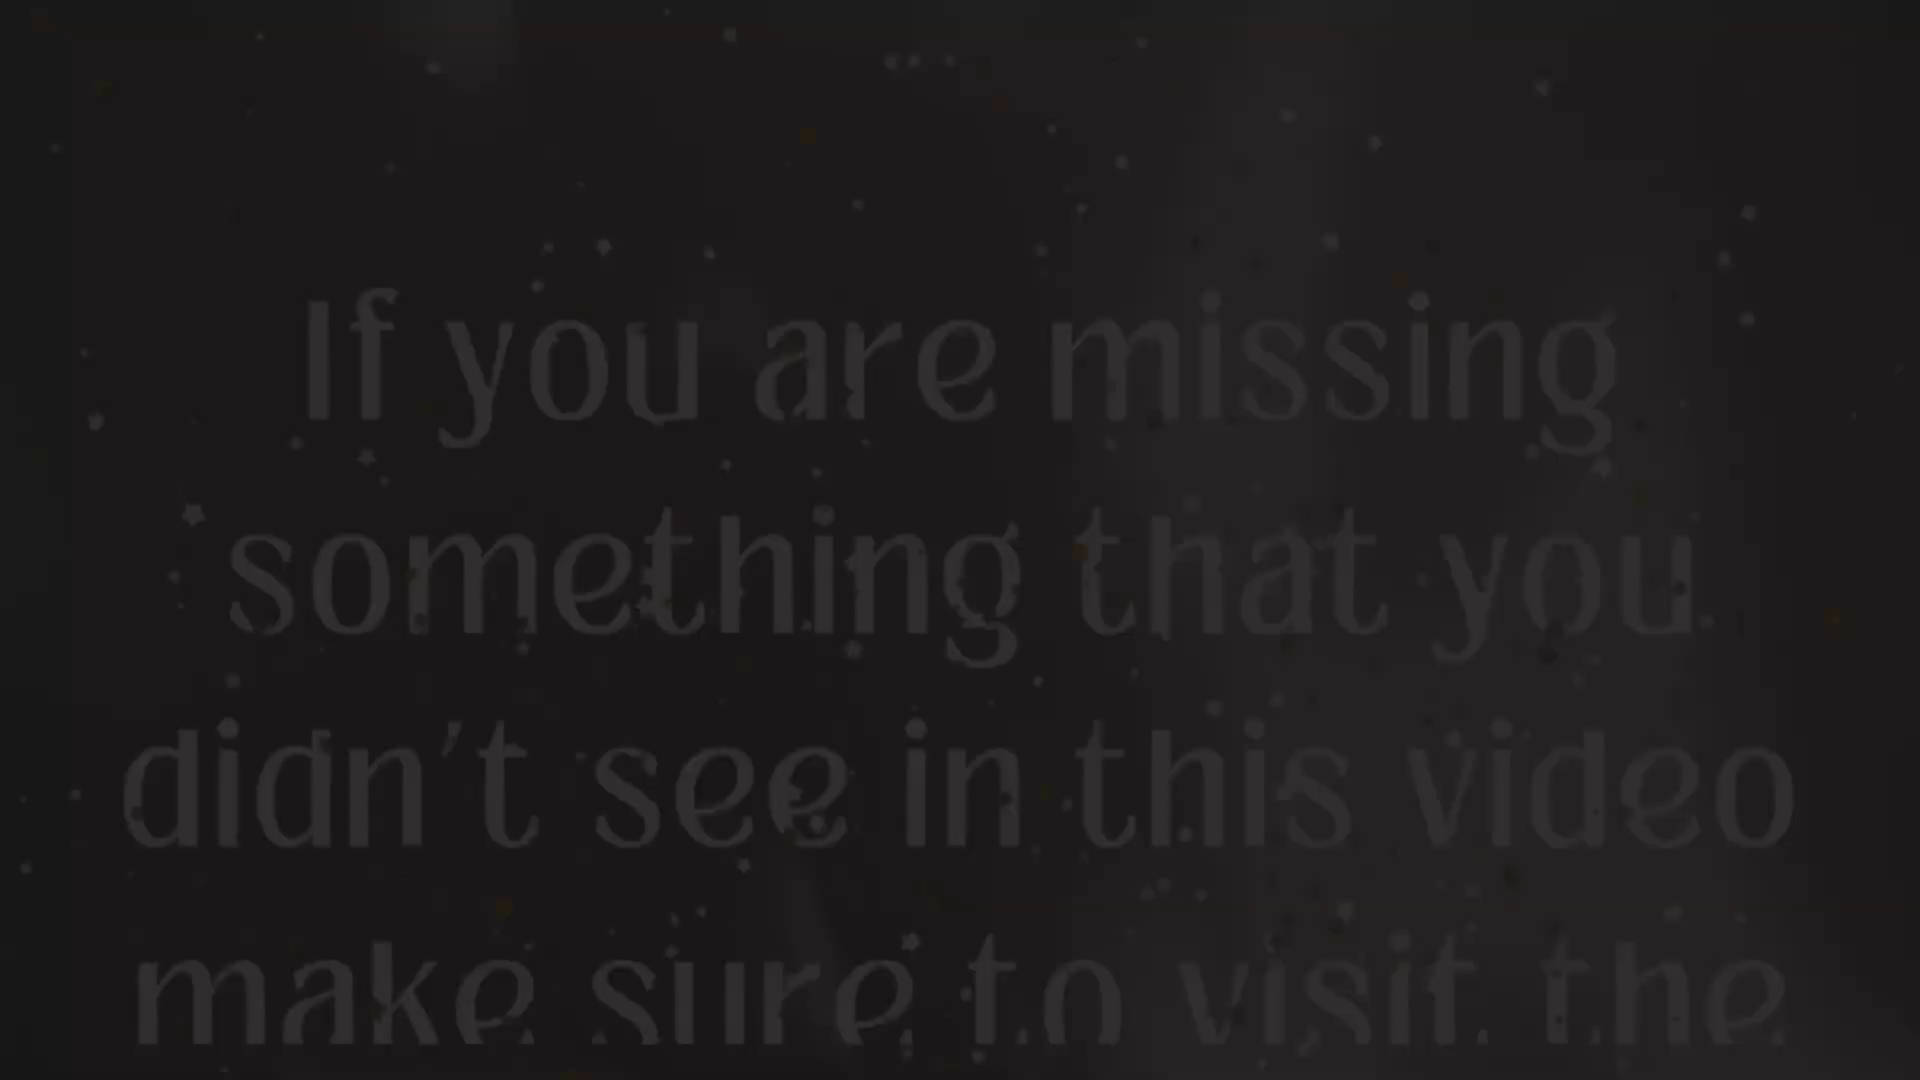 If you are missing
something that you
didn't see in this video
make sure to visit the